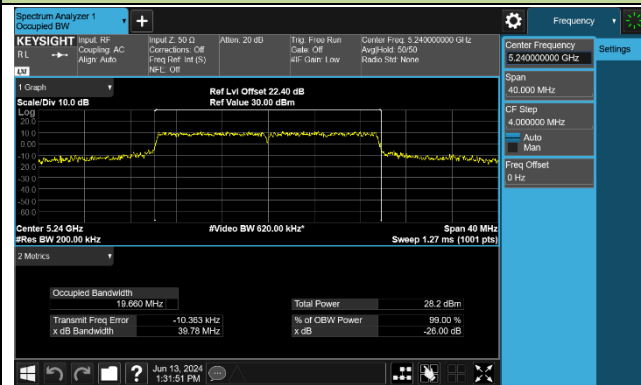 Spectrum Analyzer 1
Occupied BW
+
Frequency
KEYSIGHT
RL
LXI
Input: RF
Coupling: AC
Align: Auto
Input Z: 50 Ω
Corrections: Off
Freq Ref: Int (S)
NFE: Off
Atten: 20 dB
Trig: Free Run
Gate: Off
#IF Gain: Low
Center Freq: 5.240000000 GHz
Avg|Hold: 50/50
Radio Std: None
Center Frequency
5.240000000 GHz
Settings
Span
40.000 MHz
CF Step
4.000000 MHz
Auto
Man
Freq Offset
0 Hz
1 Graph
Scale/Div 10.0 dB
Ref Lvl Offset 22.40 dB
Ref Value 30.00 dBm
Log
20.0
10.0
0.00
-10.0
-20.0
-30.0
-40.0
-50.0
-60.0
Center 5.24 GHz
#Res BW 200.00 kHz
#Video BW 620.00 kHz*
Span 40 MHz
Sweep 1.27 ms (1001 pts)
2 Metrics
Occupied Bandwidth
19.660 MHz
Total Power 28.2 dBm
Transmit Freq Error -10.363 kHz
% of OBW Power 99.00 %
x dB Bandwidth 39.78 MHz
x dB -26.00 dB
?
Jun 13, 2024
1:31:51 PM